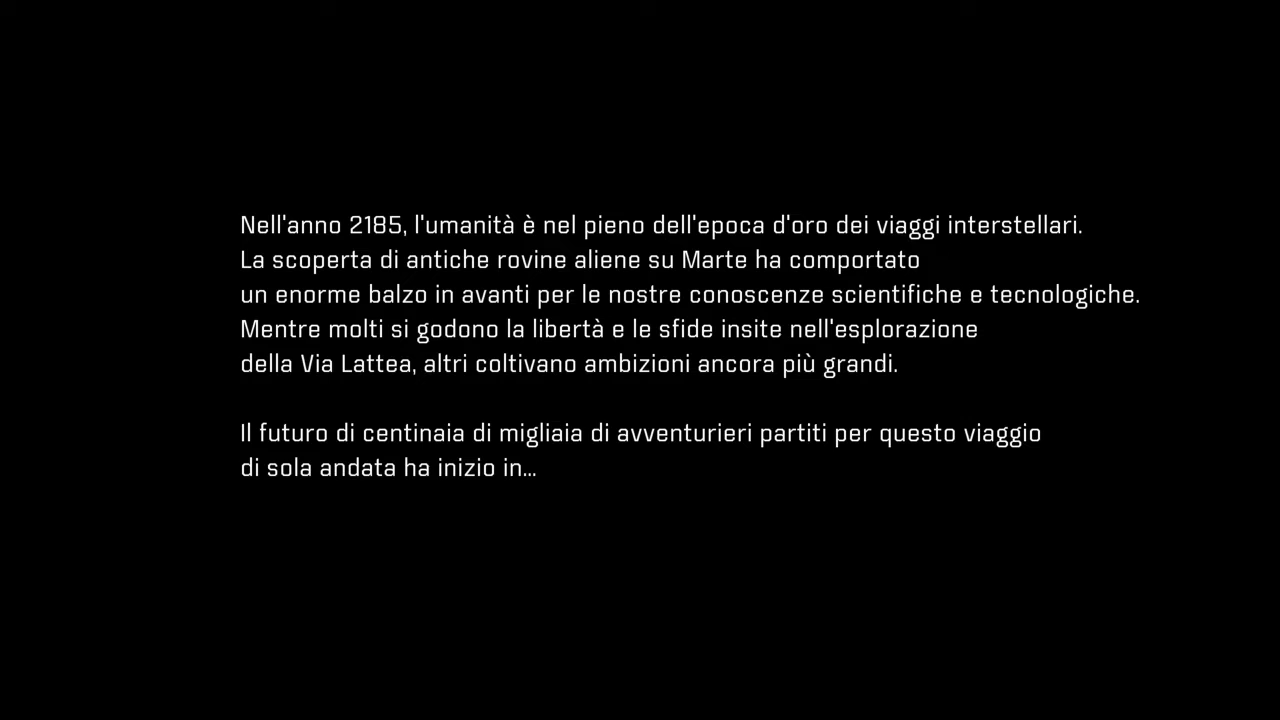 Nell'anno 2185, l'umanità è nel pieno dell'epoca d'oro dei viaggi interstellari.
La scoperta di antiche rovine aliene su Marte ha comportato
un enorme balzo in avanti per le nostre conoscenze scientifiche e tecnologiche.
Mentre molti si godono la libertà e le sfide insite nell'esplorazione
della Via Lattea, altri coltivano ambizioni ancora più grandi.
Il futuro di centinaia di migliaia di avventurieri partiti per questo viaggio
di sola andata ha inizio in...